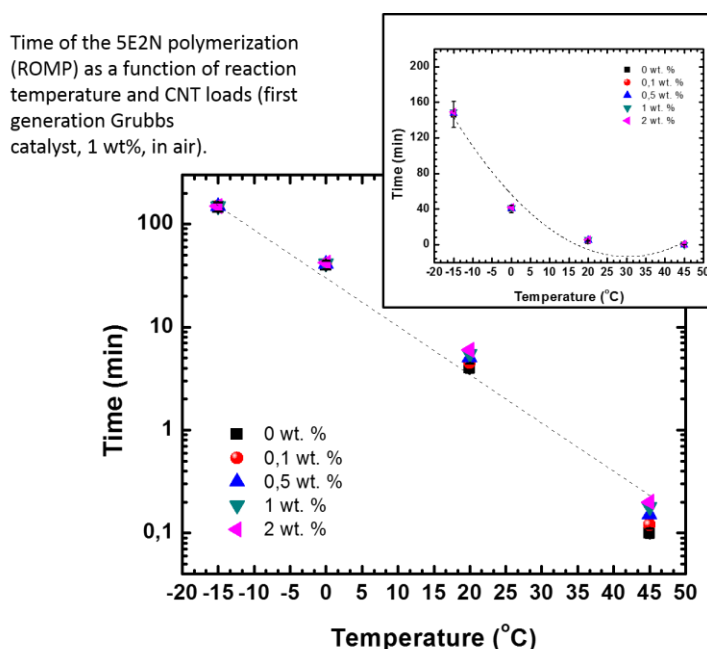 Time of the 5E2N polymerization
(ROMP) as a function of reaction
temperature and CNT loads (first
generation Grubbs
catalyst, 1 wt%, in air).
200
160
120
80
40
0
Time (min)
0 wt. %
0,1 wt. %
0,5 wt. %
1 wt. %
2 wt. %
-20 -15 -10 -5 0 5 10 15 20 25 30 35 40 45 50
Temperature (°C)
100
10
1
0,1
Time (min)
0 wt. %
0,1 wt. %
0,5 wt. %
1 wt. %
2 wt. %
-20 -15 -10 -5 0 5 10 15 20 25 30 35 40 45 50
Temperature (°C)